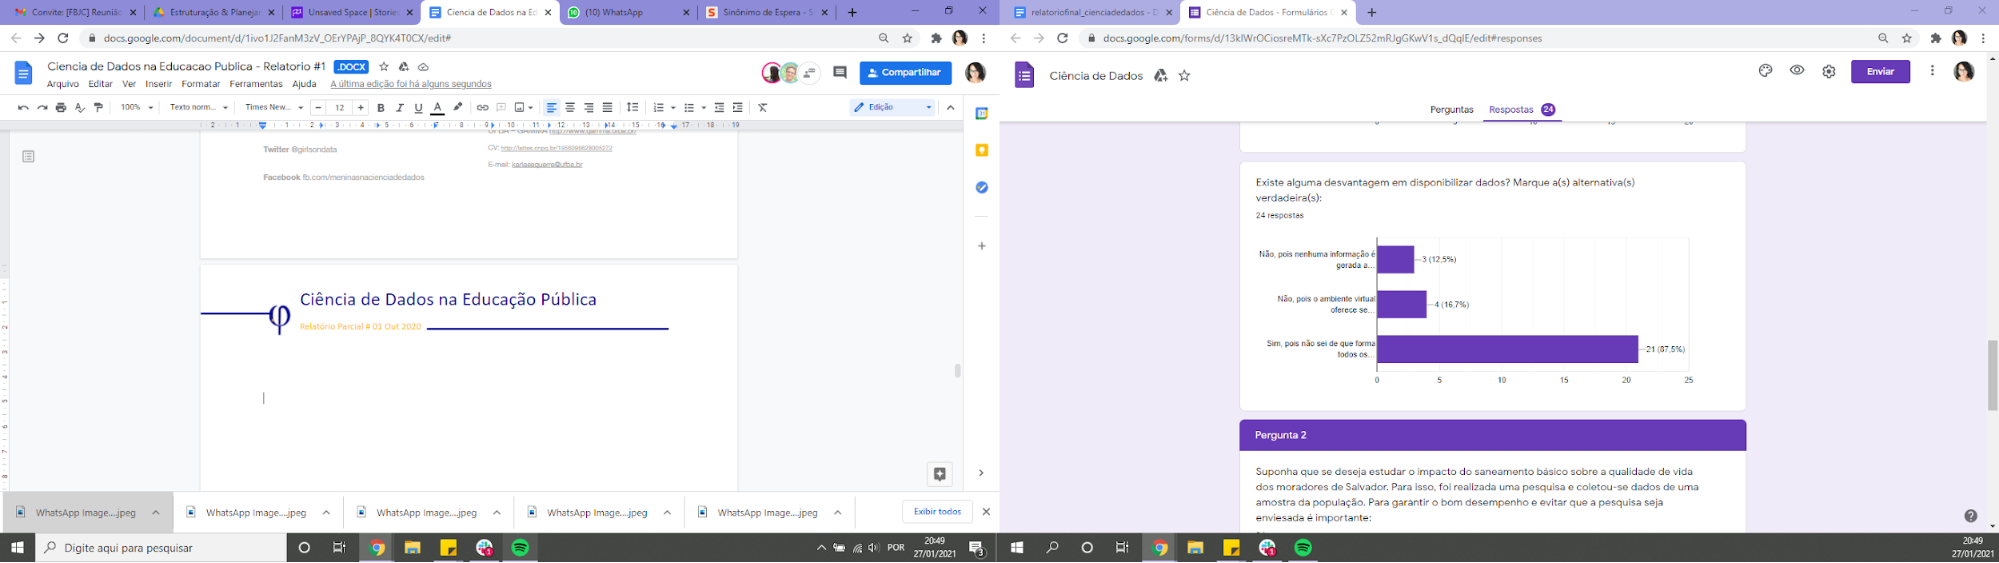 Convite: [FBJC] Reunião
Estruturação & Planejar
Unsaved Space | Storie
Ciencia de Dados na Ed
(10) WhatsApp
Sinônimo de Espera - S
docs.google.com/document/d/1ivo1J2FanM3zV_OErYPAjP_8QYK4T0CX/edit#
Ciencia de Dados na Educacao Publica - Relatorio #1 .DOCX
Compartilhar
Arquivo Editar Ver Inserir Formatar Ferramentas Ajuda A última edição foi há alguns segundos
100% Texto norm... Times New... 12 Edição
CV: http://lattes.cnpq.br/1958096628005272
Twitter @girlsondata
E-mail: karlaesquerre@ufba.br
Facebook fb.com/meninasnacienciadedados
Ciência de Dados na Educação Pública
Relatório Parcial # 01 Out 2020
WhatsApp Image....jpeg
WhatsApp Image....jpeg
WhatsApp Image....jpeg
WhatsApp Image....jpeg
WhatsApp Image....jpeg
Exibir todos
Digite aqui para pesquisar
POR
20:49
27/01/2021
3
relatoriofinal_cienciadedados - D
Ciência de Dados - Formulários G
docs.google.com/forms/d/13kIWrOCiosreMTk-sXc7PzOLZ52mRJgGKwV1s_dQqIE/edit#responses
Ciência de Dados
Enviar
Perguntas Respostas 24
Existe alguma desvantagem em disponibilizar dados? Marque a(s) alternativa(s)
verdadeira(s):
24 respostas
Não, pois nenhuma informação é
gerada a...
3 (12,5%)
Não, pois o ambiente virtual
oferece se...
4 (16,7%)
Sim, pois não sei de que forma
todos os...
21 (87,5%)
0 5 10 15 20 25
Pergunta 2
Suponha que se deseja estudar o impacto do saneamento básico sobre a qualidade de vida
dos moradores de Salvador. Para isso, foi realizada uma pesquisa e coletou-se dados de uma
amostra da população. Para garantir o bom desempenho e evitar que a pesquisa seja
enviesada é importante:
20:49
27/01/2021